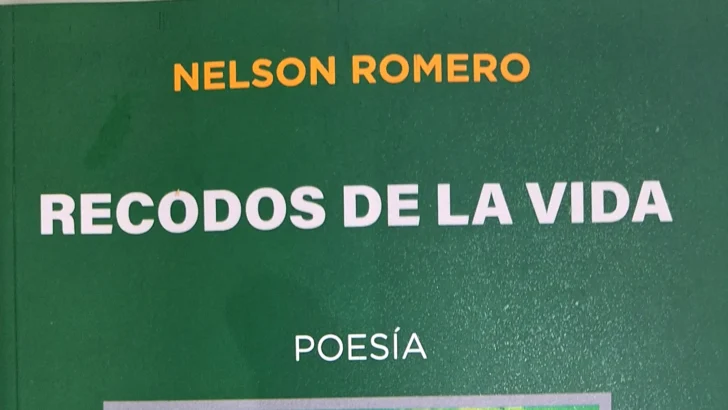 NELSON ROMERO
RECODOS DE LA VIDA
POESÍA